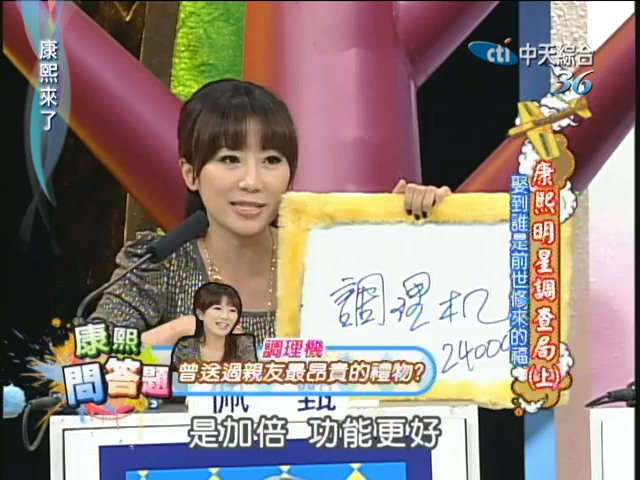 康熙來了
cti 中天綜合
36
康熙明星調查局(上)
娶到誰是前世修來的福
調理机
24000
康熙
問答題
調理機
曾送過親友最昂貴的禮物?
佩甄
是加倍 功能更好